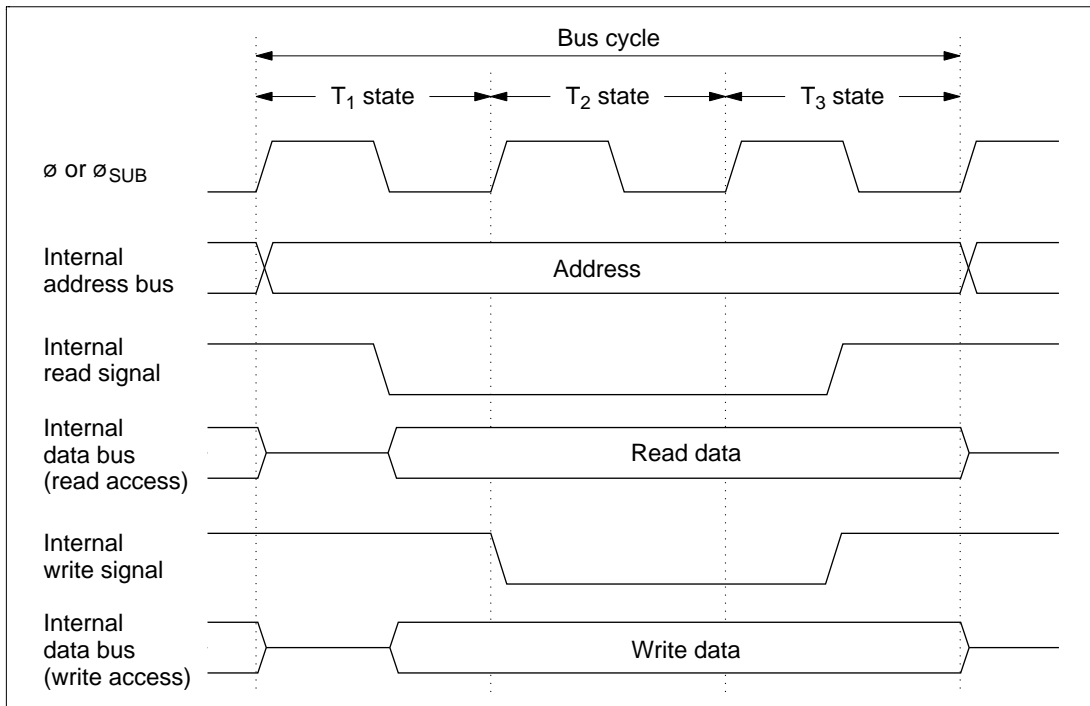 Bus cycle
T₁ state
T₂ state
T₃ state
ø or ø_SUB
Internal
address bus
Address
Internal
read signal
Internal
data bus
(read access)
Read data
Internal
write signal
Internal
data bus
(write access)
Write data